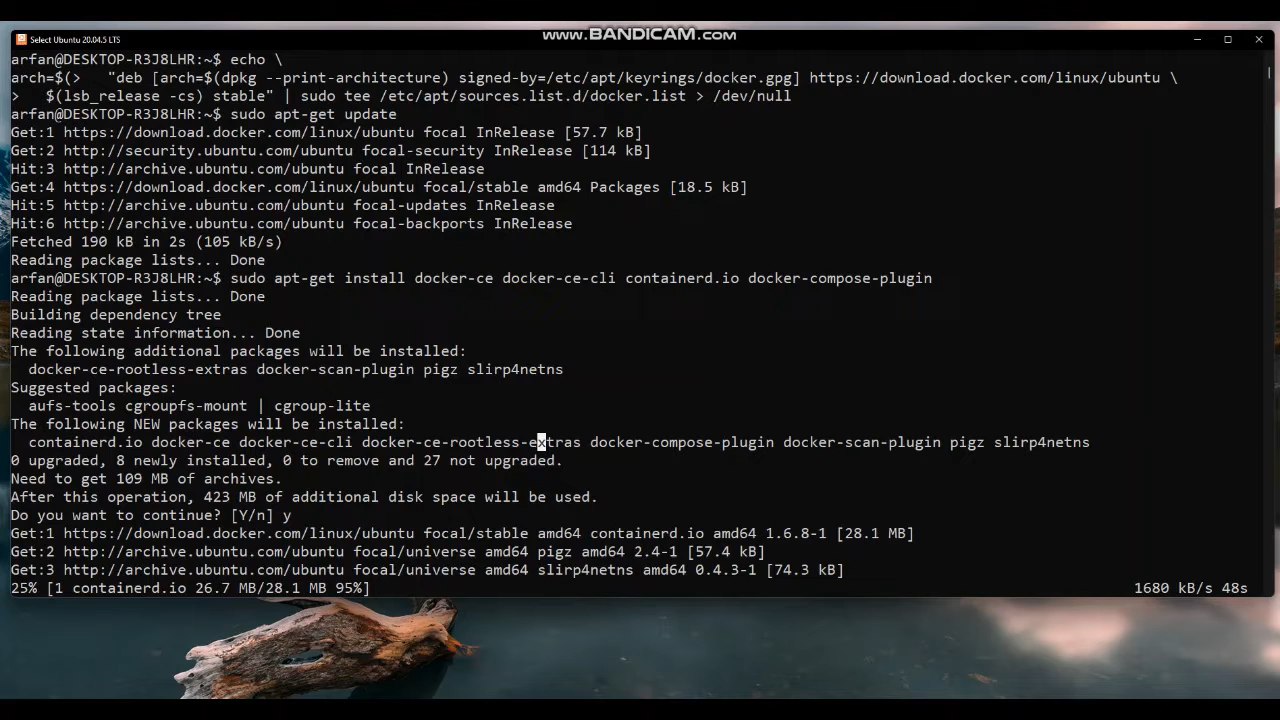 www.BANDICAM.com
Select Ubuntu 20.04.5 LTS
arfan@DESKTOP-R3J8LHR:~$ echo \
arch=$(>   "deb [arch=$(dpkg --print-architecture) signed-by=/etc/apt/keyrings/docker.gpg] https://download.docker.com/linux/ubuntu \
>   $(lsb_release -cs) stable" | sudo tee /etc/apt/sources.list.d/docker.list > /dev/null
arfan@DESKTOP-R3J8LHR:~$ sudo apt-get update
Get:1 https://download.docker.com/linux/ubuntu focal InRelease [57.7 kB]
Get:2 http://security.ubuntu.com/ubuntu focal-security InRelease [114 kB]
Hit:3 http://archive.ubuntu.com/ubuntu focal InRelease
Get:4 https://download.docker.com/linux/ubuntu focal/stable amd64 Packages [18.5 kB]
Hit:5 http://archive.ubuntu.com/ubuntu focal-updates InRelease
Hit:6 http://archive.ubuntu.com/ubuntu focal-backports InRelease
Fetched 190 kB in 2s (105 kB/s)
Reading package lists... Done
arfan@DESKTOP-R3J8LHR:~$ sudo apt-get install docker-ce docker-ce-cli containerd.io docker-compose-plugin
Reading package lists... Done
Building dependency tree
Reading state information... Done
The following additional packages will be installed:
  docker-ce-rootless-extras docker-scan-plugin pigz slirp4netns
Suggested packages:
  aufs-tools cgroupfs-mount | cgroup-lite
The following NEW packages will be installed:
  containerd.io docker-ce docker-ce-cli docker-ce-rootless-extras docker-compose-plugin docker-scan-plugin pigz slirp4netns
0 upgraded, 8 newly installed, 0 to remove and 27 not upgraded.
Need to get 109 MB of archives.
After this operation, 423 MB of additional disk space will be used.
Do you want to continue? [Y/n] y
Get:1 https://download.docker.com/linux/ubuntu focal/stable amd64 containerd.io amd64 1.6.8-1 [28.1 MB]
Get:2 http://archive.ubuntu.com/ubuntu focal/universe amd64 pigz amd64 2.4-1 [57.4 kB]
Get:3 http://archive.ubuntu.com/ubuntu focal/universe amd64 slirp4netns amd64 0.4.3-1 [74.3 kB]
25% [1 containerd.io 26.7 MB/28.1 MB 95%] 1680 kB/s 48s